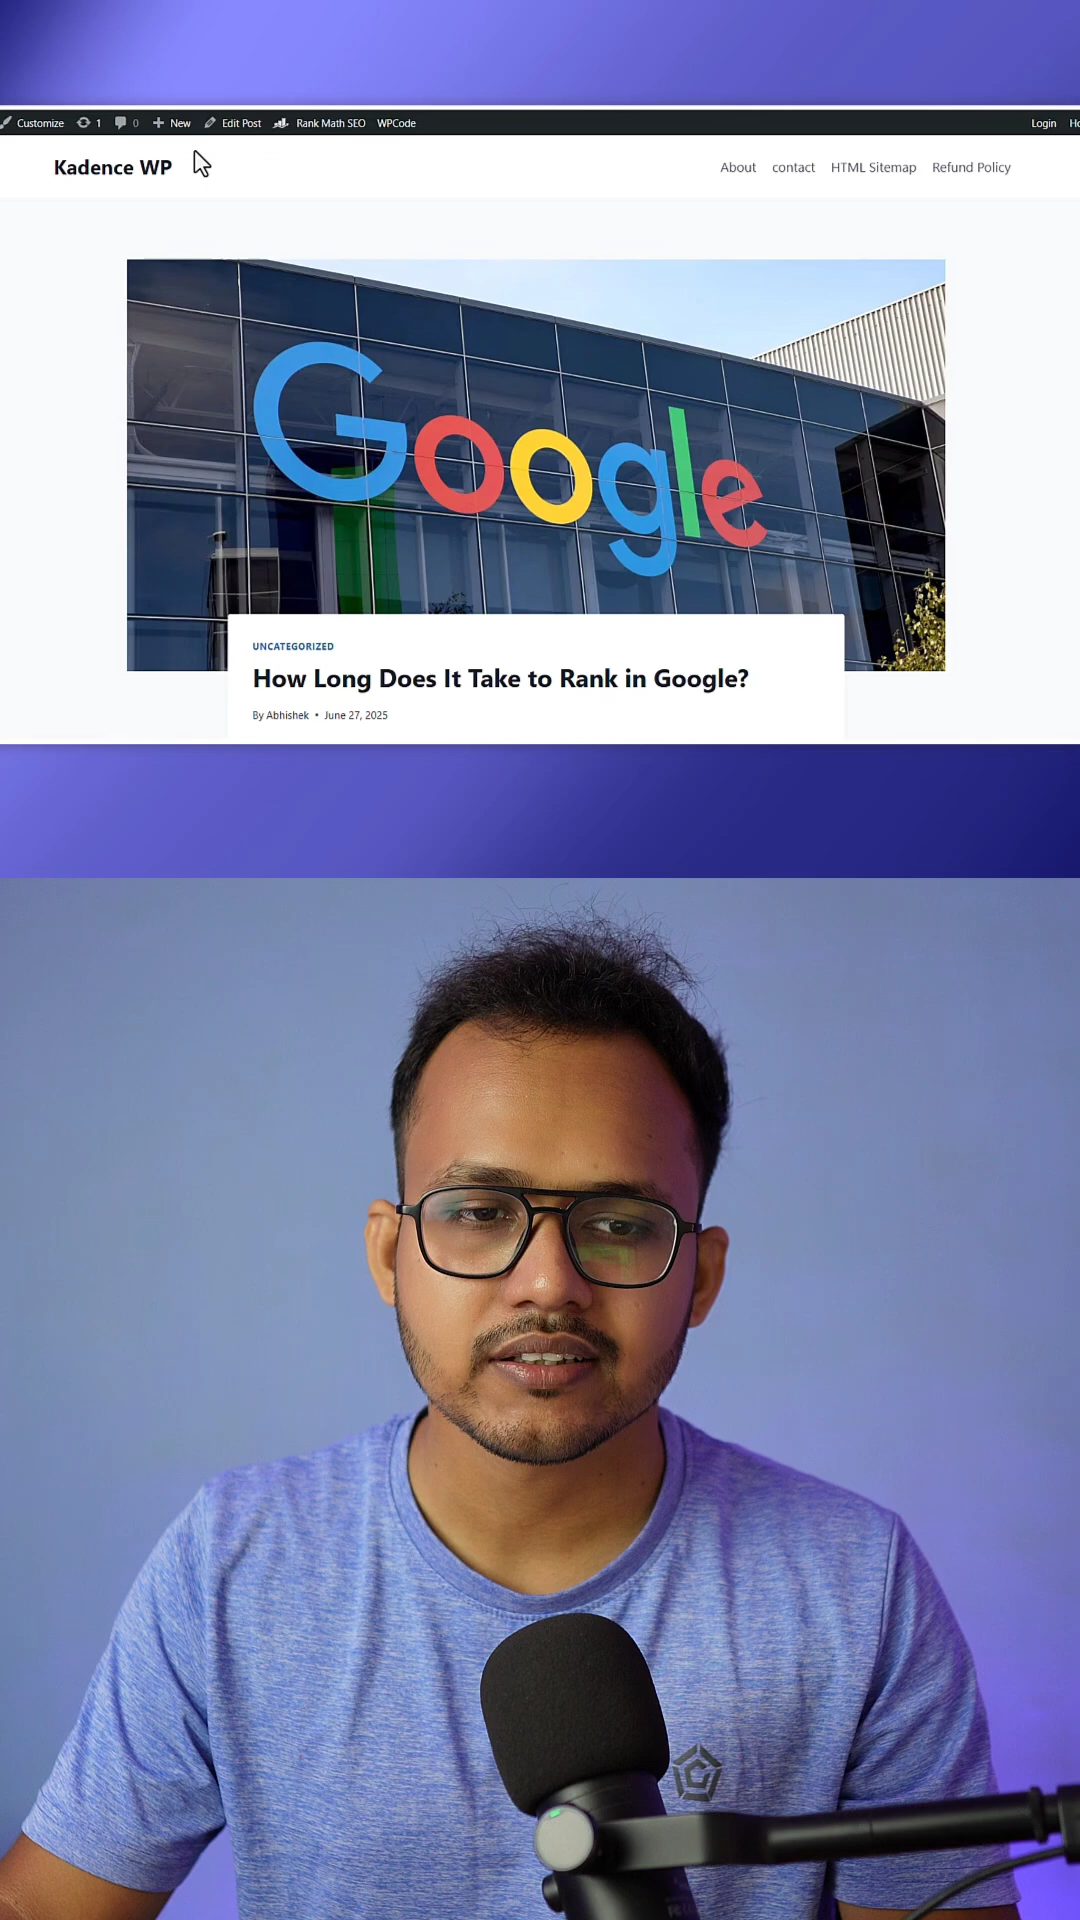 Customize 1 0 New Edit Post Rank Math SEO WPCode Login
Kadence WP About contact HTML Sitemap Refund Policy
Google
UNCATEGORIZED
How Long Does It Take to Rank in Google?
By Abhishek • June 27, 2025